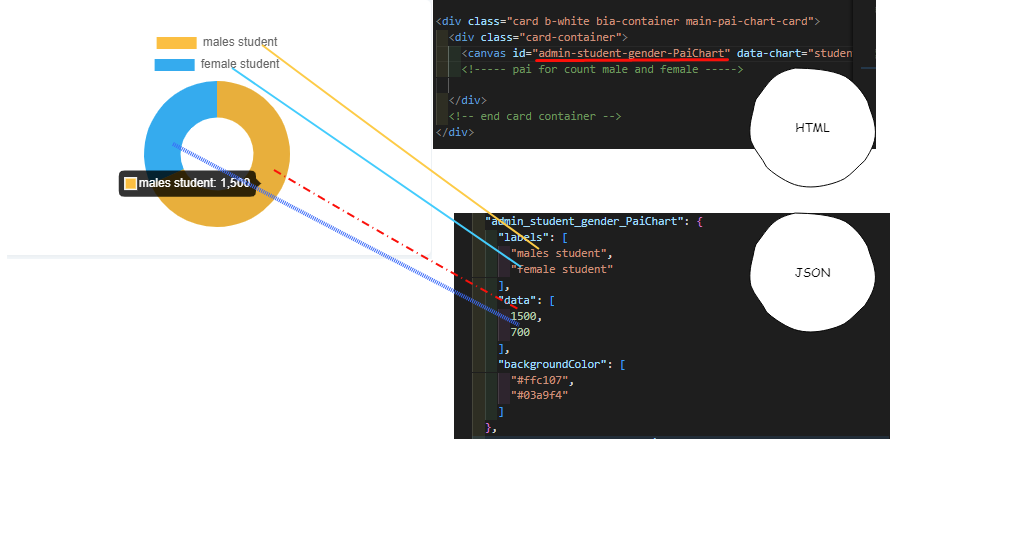 males student
female student
males student: 1,500
<div class="card b-white bia-container main-pai-chart-card">
<div class="card-container">
<canvas id="admin-student-gender-PaiChart" data-chart="studen
<!----- pai for count male and female ----->
</div>
<!-- end card container -->
</div>
HTML
"admin_student_gender_PaiChart": {
"labels": [
"males student",
"female student"
],
"data": [
1500,
700
],
"backgroundColor": [
"#ffc107",
"#03a9f4"
]
},
JSON